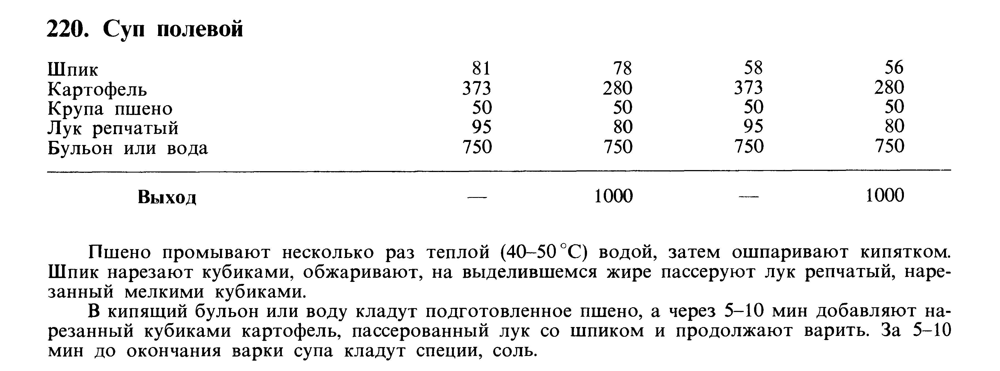 220. Суп полевой
Шпик 81 78 58 56
Картофель 373 280 373 280
Крупа пшено 50 50 50 50
Лук репчатый 95 80 95 80
Бульон или вода 750 750 750 750
Выход — 1000 — 1000
Пшено промывают несколько раз теплой (40–50 °С) водой, затем ошпаривают кипятком.
Шпик нарезают кубиками, обжаривают, на выделившемся жире пассеруют лук репчатый, наре-
занный мелкими кубиками.
В кипящий бульон или воду кладут подготовленное пшено, а через 5–10 мин добавляют на-
резанный кубиками картофель, пассерованный лук со шпиком и продолжают варить. За 5–10
мин до окончания варки супа кладут специи, соль.